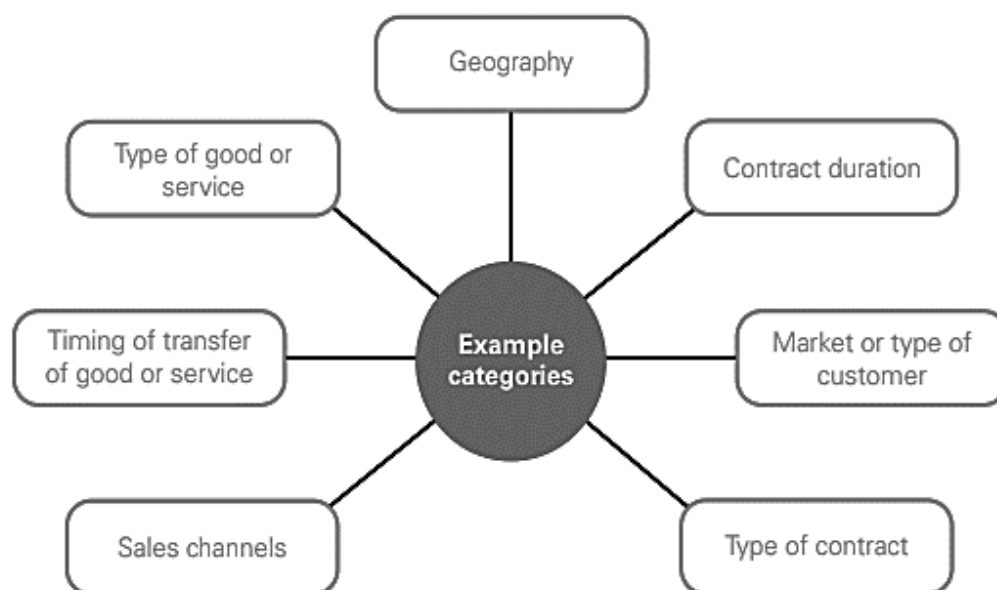 Geography
Type of good or
service
Contract duration
Timing of transfer
of good or service
Example
categories
Market or type of
customer
Sales channels
Type of contract